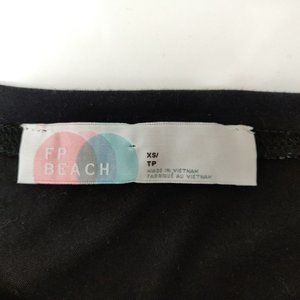 FP
BEACH
XS/
TP
MADE IN VIETNAM
FABRIQUÉ AU VIETNAM